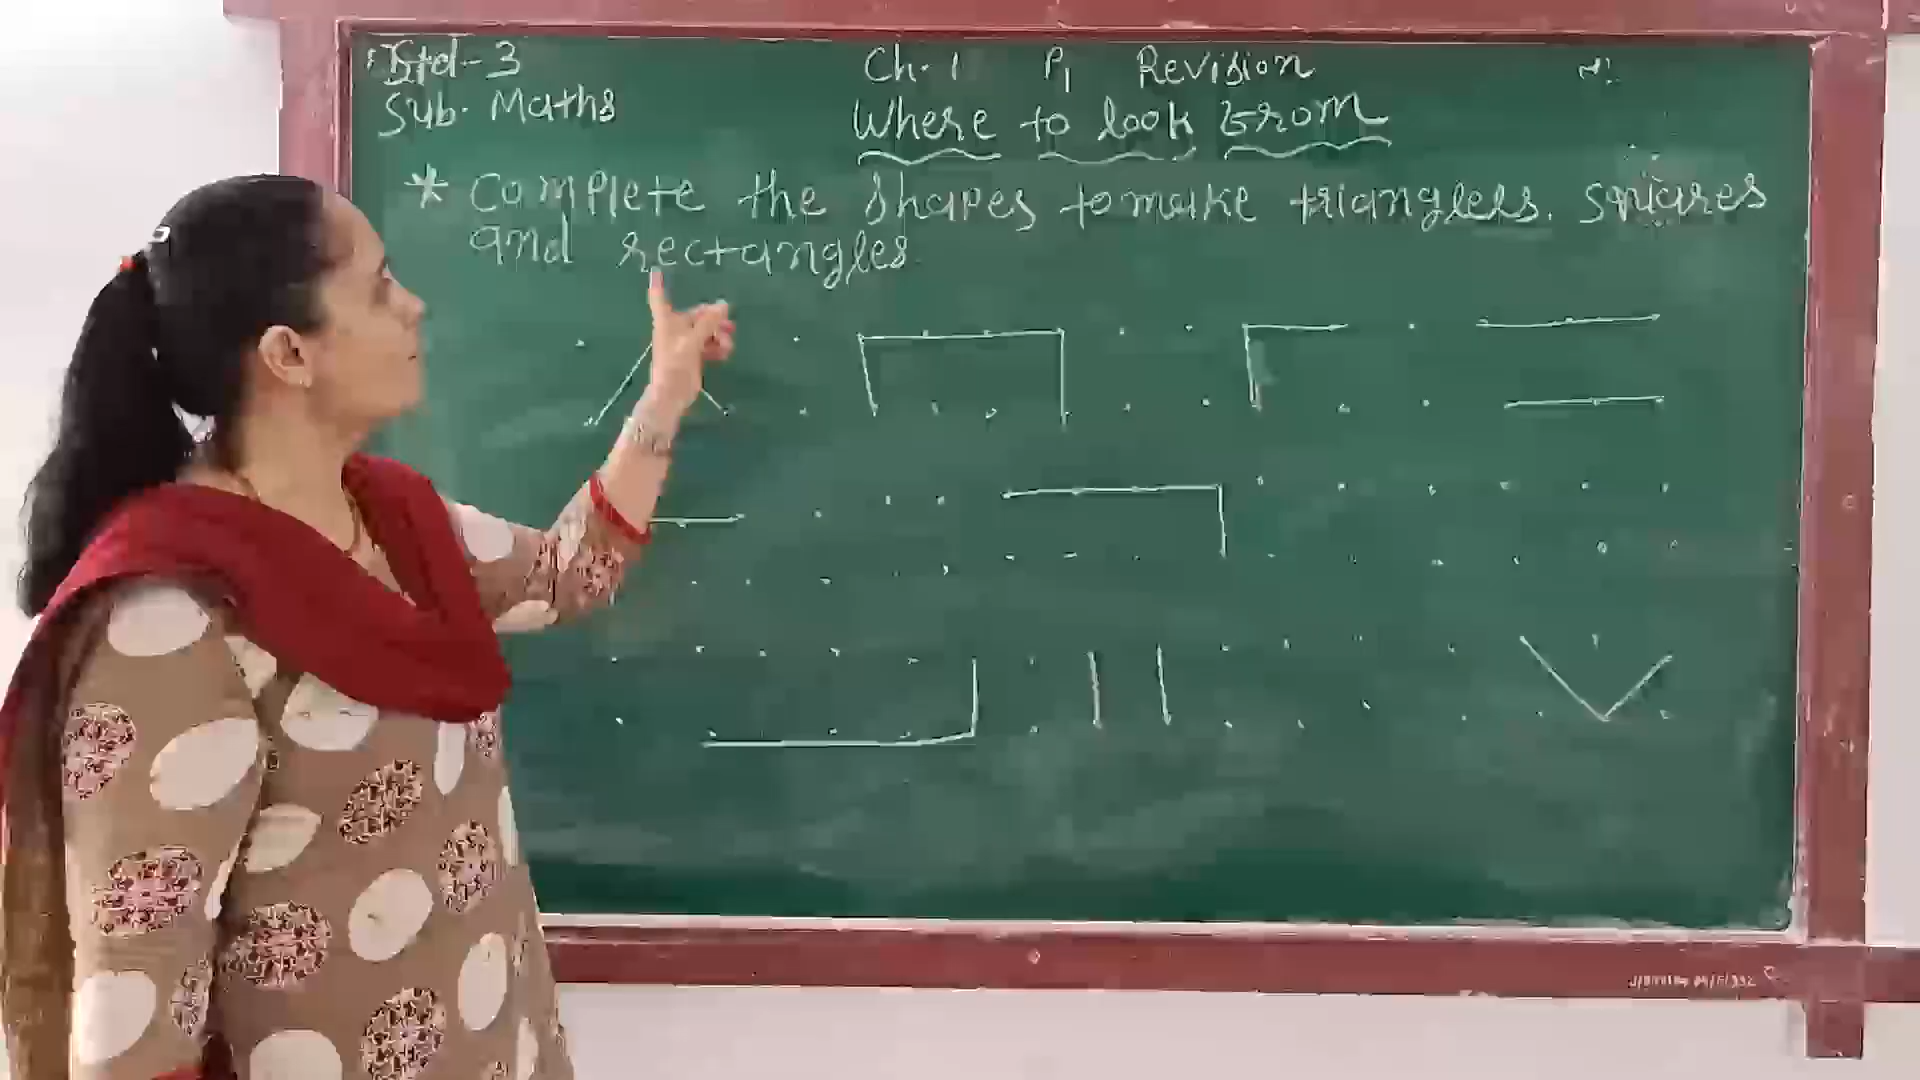 Std-3
Ch. 1 P1 Revision
Sub. Maths
Where to look From
* Complete the shapes to make trianglels. squares
and rectangles.